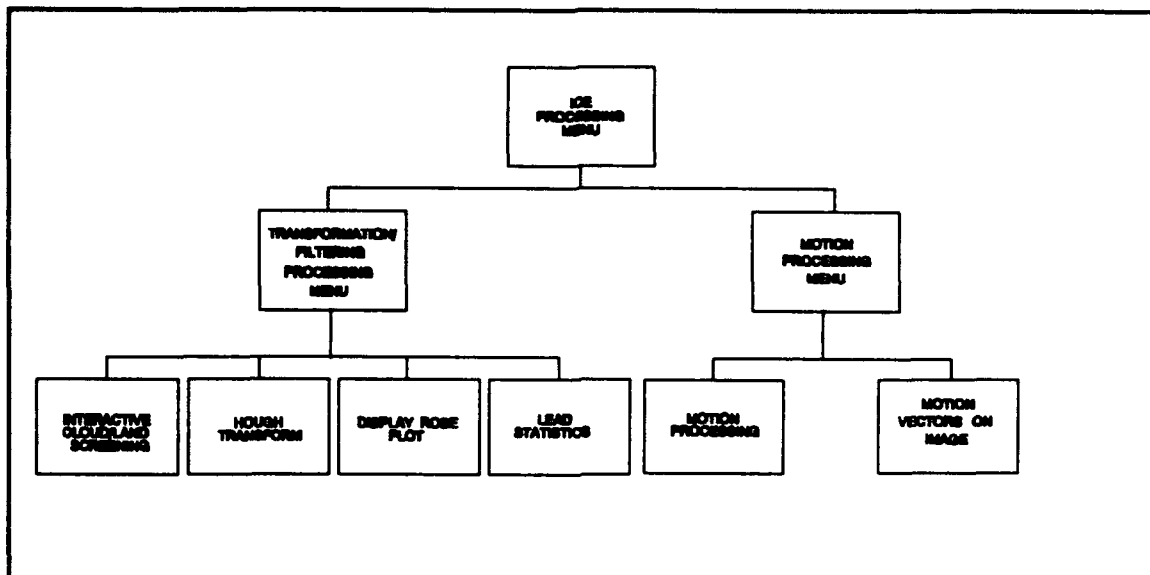 ICE
PROCESSING
MENU
TRANSFORMATION/
FILTERING
PROCESSING
MENU
MOTION
PROCESSING
MENU
INTERACTIVE
CLOUD/LAND
SCREENING
HOUGH
TRANSFORM
DISPLAY ROSE
PLOT
LEAD
STATISTICS
MOTION
PROCESSING
MOTION
VECTORS ON
IMAGE